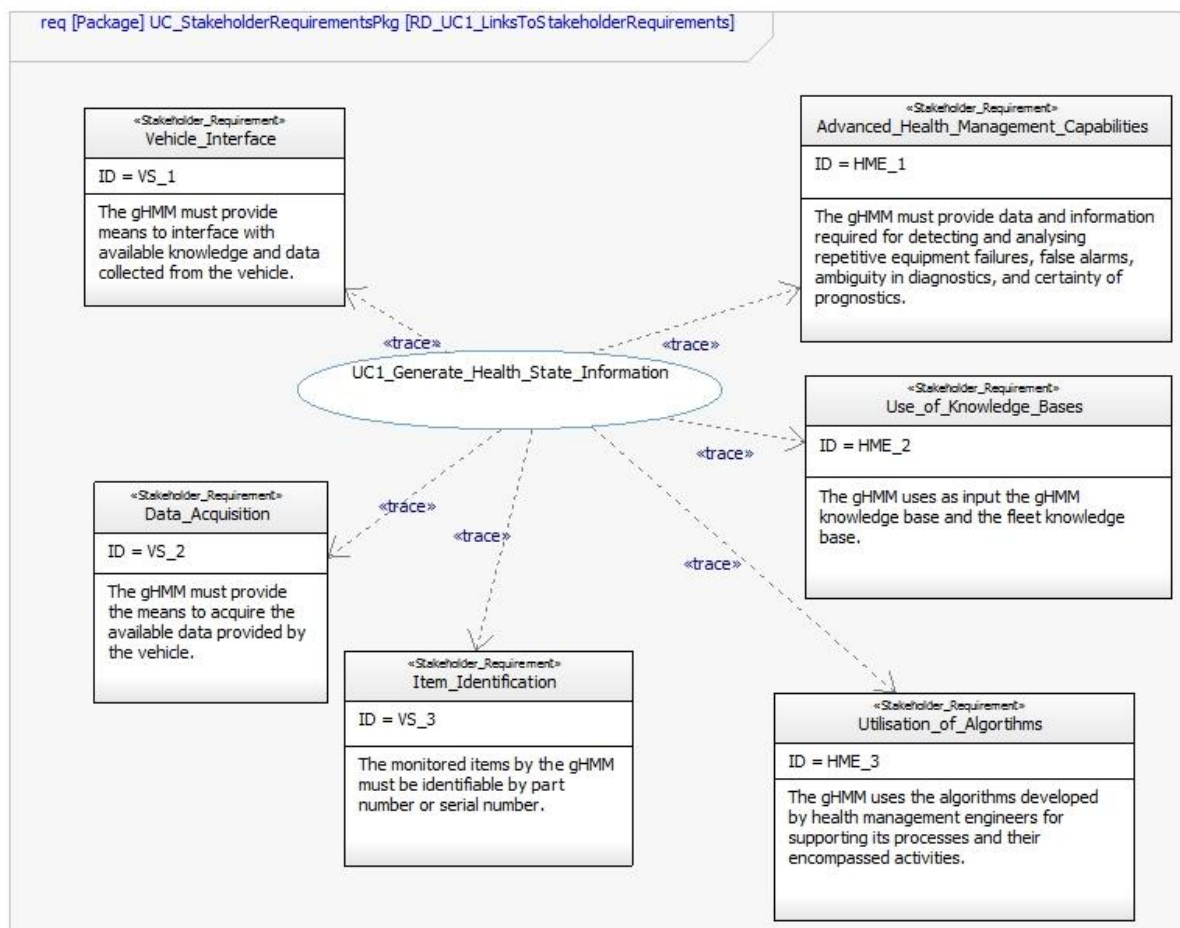 req [Package] UC_StakeholderRequirementsPkg [RD_UC1_LinksToStakeholderRequirements]
«Stakeholder_Requirement»
Vehicle_Interface
ID = VS_1
The gHMM must provide
means to interface with
available knowledge and data
collected from the vehicle.
«Stakeholder_Requirement»
Advanced_Health_Management_Capabilities
ID = HME_1
The gHMM must provide data and information
required for detecting and analysing
repetitive equipment failures, false alarms,
ambiguity in diagnostics, and certainty of
prognostics.
«trace»
«trace»
UC1_Generate_Health_State_Information
«Stakeholder_Requirement»
Use_of_Knowledge_Bases
ID = HME_2
The gHMM uses as input the gHMM
knowledge base and the fleet knowledge
base.
«trace»
«trace»
«trace»
«trace»
«Stakeholder_Requirement»
Data_Acquisition
ID = VS_2
The gHMM must provide
the means to acquire the
available data provided by
the vehicle.
«Stakeholder_Requirement»
Item_Identification
ID = VS_3
The monitored items by the gHMM
must be identifiable by part
number or serial number.
«Stakeholder_Requirement»
Utilisation_of_Algortihms
ID = HME_3
The gHMM uses the algorithms developed
by health management engineers for
supporting its processes and their
encompassed activities.